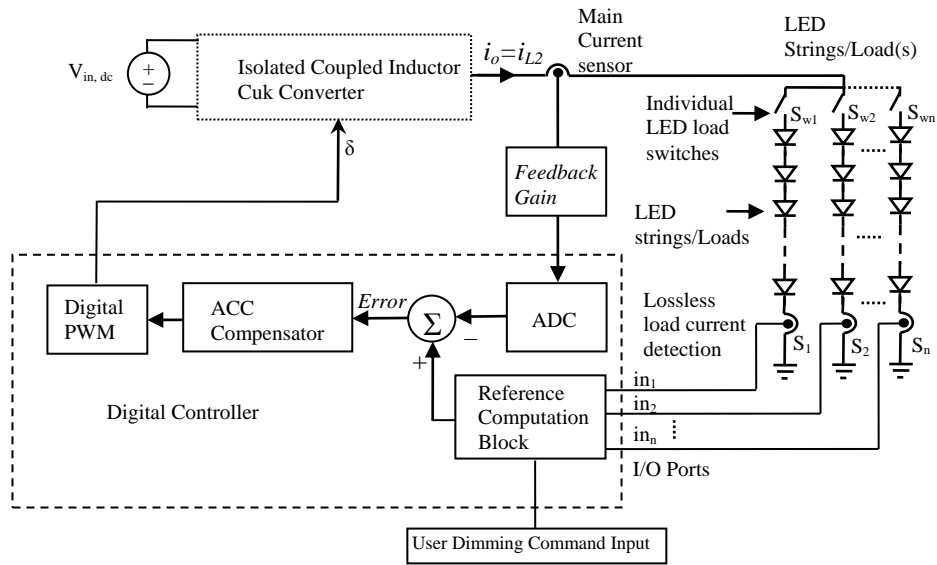 V in, dc
Isolated Coupled Inductor
Cuk Converter
i_o=i_L2
Main
Current
sensor
LED
Strings/Load(s)
Individual
LED load
switches
S_w1
S_w2
S_wn
δ
Feedback
Gain
LED
strings/Loads
Digital
PWM
ACC
Compensator
Error
Σ
−
+
ADC
Lossless
load current
detection
S_1
S_2
S_n
Reference
Computation
Block
in_1
in_2
in_n
Digital Controller
I/O Ports
User Dimming Command Input